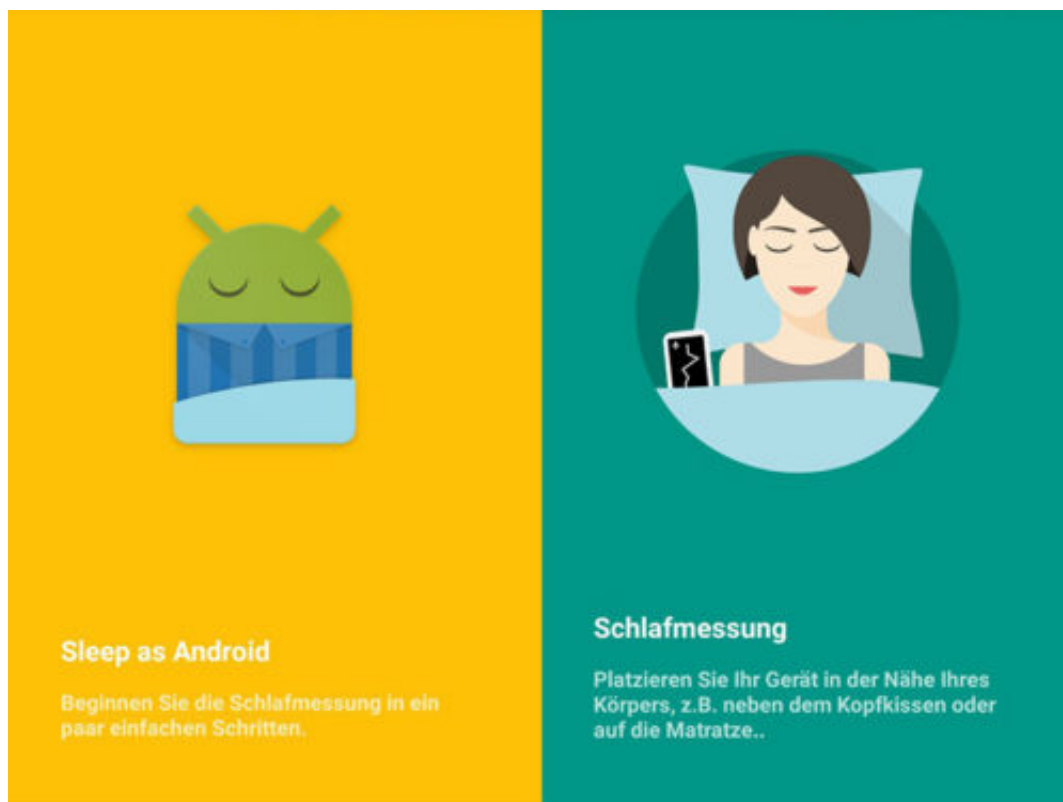 Sleep as Android
Beginnen Sie die Schlafmessung in ein
paar einfachen Schritten.
Schlafmessung
Platzieren Sie Ihr Gerät in der Nähe Ihres
Körpers, z.B. neben dem Kopfkissen oder
auf die Matratze..